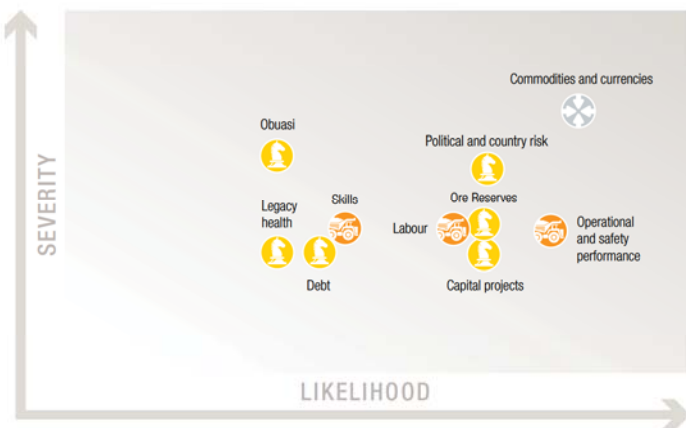 Commodities and currencies
Obuasi
Political and country risk
Skills
Ore Reserves
Legacy
health
Labour
Operational
and safety
performance
Debt
Capital projects
SEVERITY
LIKELIHOOD